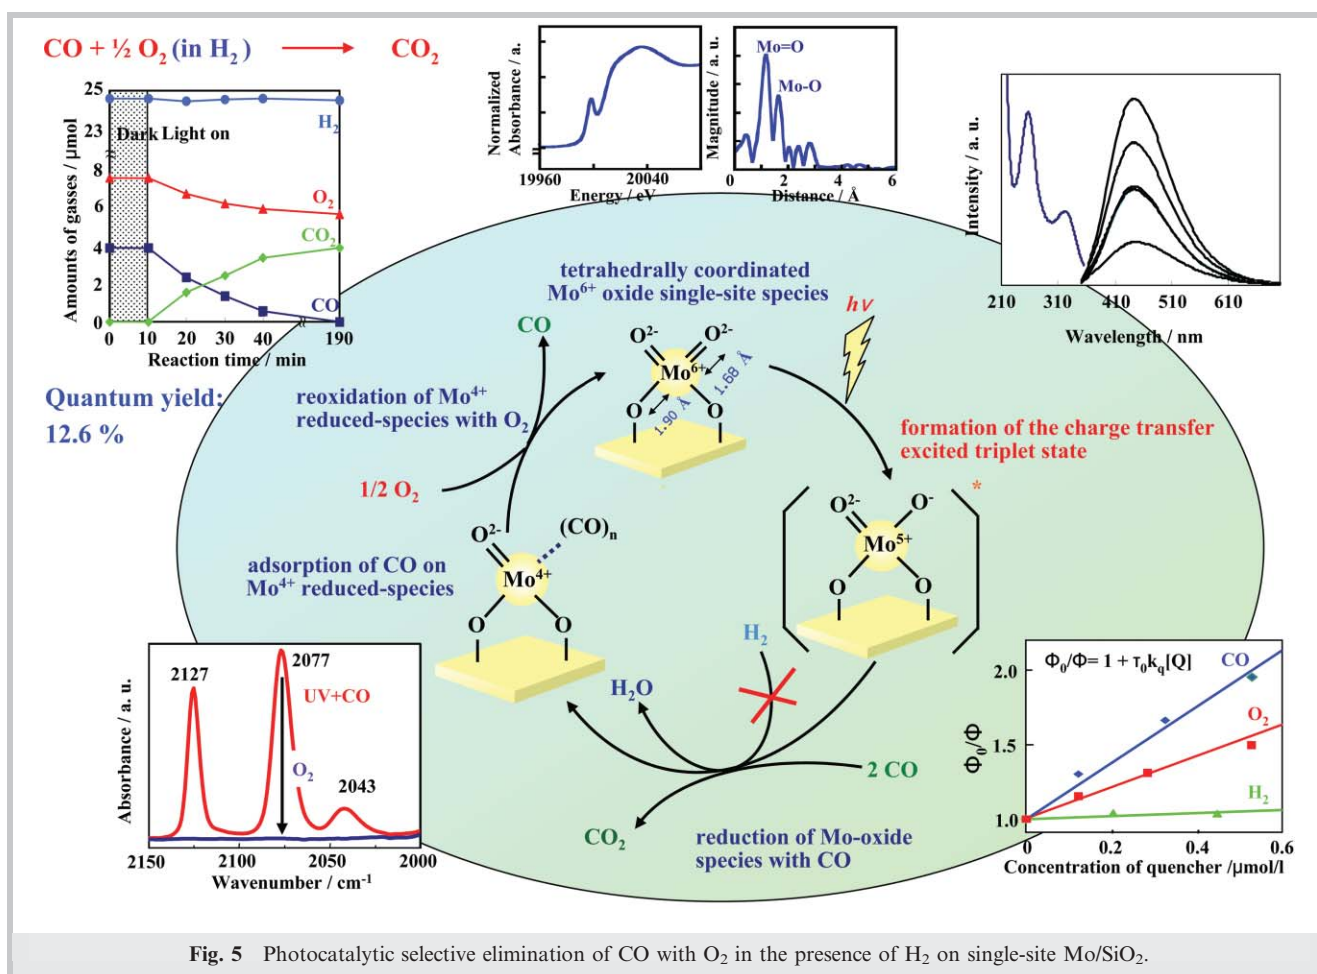 CO + ½ O₂ (in H₂) → CO₂
25
23
8
6
4
2
0
Amounts of gasses / µmol
Dark Light on
H₂
O₂
CO₂
CO
0 10 20 30 40 190
Reaction time / min
Quantum yield:
12.6 %
Normalized
Absorbance / a.
19960 20040
Energy / eV
Magnitude / a. u.
Mo=O
Mo-O
0 2 4 6
Distance / Å
Intensity / a. u.
210 310 410 510 610
Wavelength / nm
tetrahedrally coordinated
Mo⁶⁺ oxide single-site species
O²⁻ O²⁻
Mo⁶⁺
O O
1.90 Å
1.68 Å
hν
CO
reoxidation of Mo⁴⁺
reduced-species with O₂
1/2 O₂
formation of the charge transfer
excited triplet state
*
O²⁻ O⁻
Mo⁵⁺
O O
O²⁻ (CO)ₙ
Mo⁴⁺
O O
adsorption of CO on
Mo⁴⁺ reduced-species
H₂
H₂O
2 CO
CO₂
reduction of Mo-oxide
species with CO
Absorbance / a. u.
2127
2077
UV+CO
O₂
2043
2150 2100 2050 2000
Wavenumber / cm⁻¹
Φ₀/Φ
Φ₀/Φ= 1 + τ₀k_q[Q]
CO
O₂
H₂
2.0
1.5
1.0
0 0.2 0.4 0.6
Concentration of quencher /µmol/l
Fig. 5 Photocatalytic selective elimination of CO with O₂ in the presence of H₂ on single-site Mo/SiO₂.